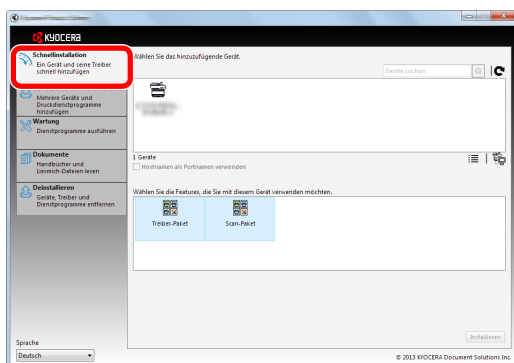 KYOCERA
Schnellinstallation
Ein Gerät und seine Treiber
schnell hinzufügen
Mehrere Geräte und
Druckdienstprogramme
hinzufügen
Wartung
Dienstprogramme ausführen
Dokumente
Handbücher und
Liesmich-Dateien lesen
Deinstallieren
Geräte, Treiber und
Dienstprogramme entfernen
Sprache
Deutsch
Wählen Sie das hinzuzufügende Gerät.
Geräte suchen
1 Geräte
Hostnamen als Portnamen verwenden
Wählen Sie die Features, die Sie mit diesem Gerät verwenden möchten.
Treiber-Paket Scan-Paket
Installieren
© 2013 KYOCERA Document Solutions Inc.